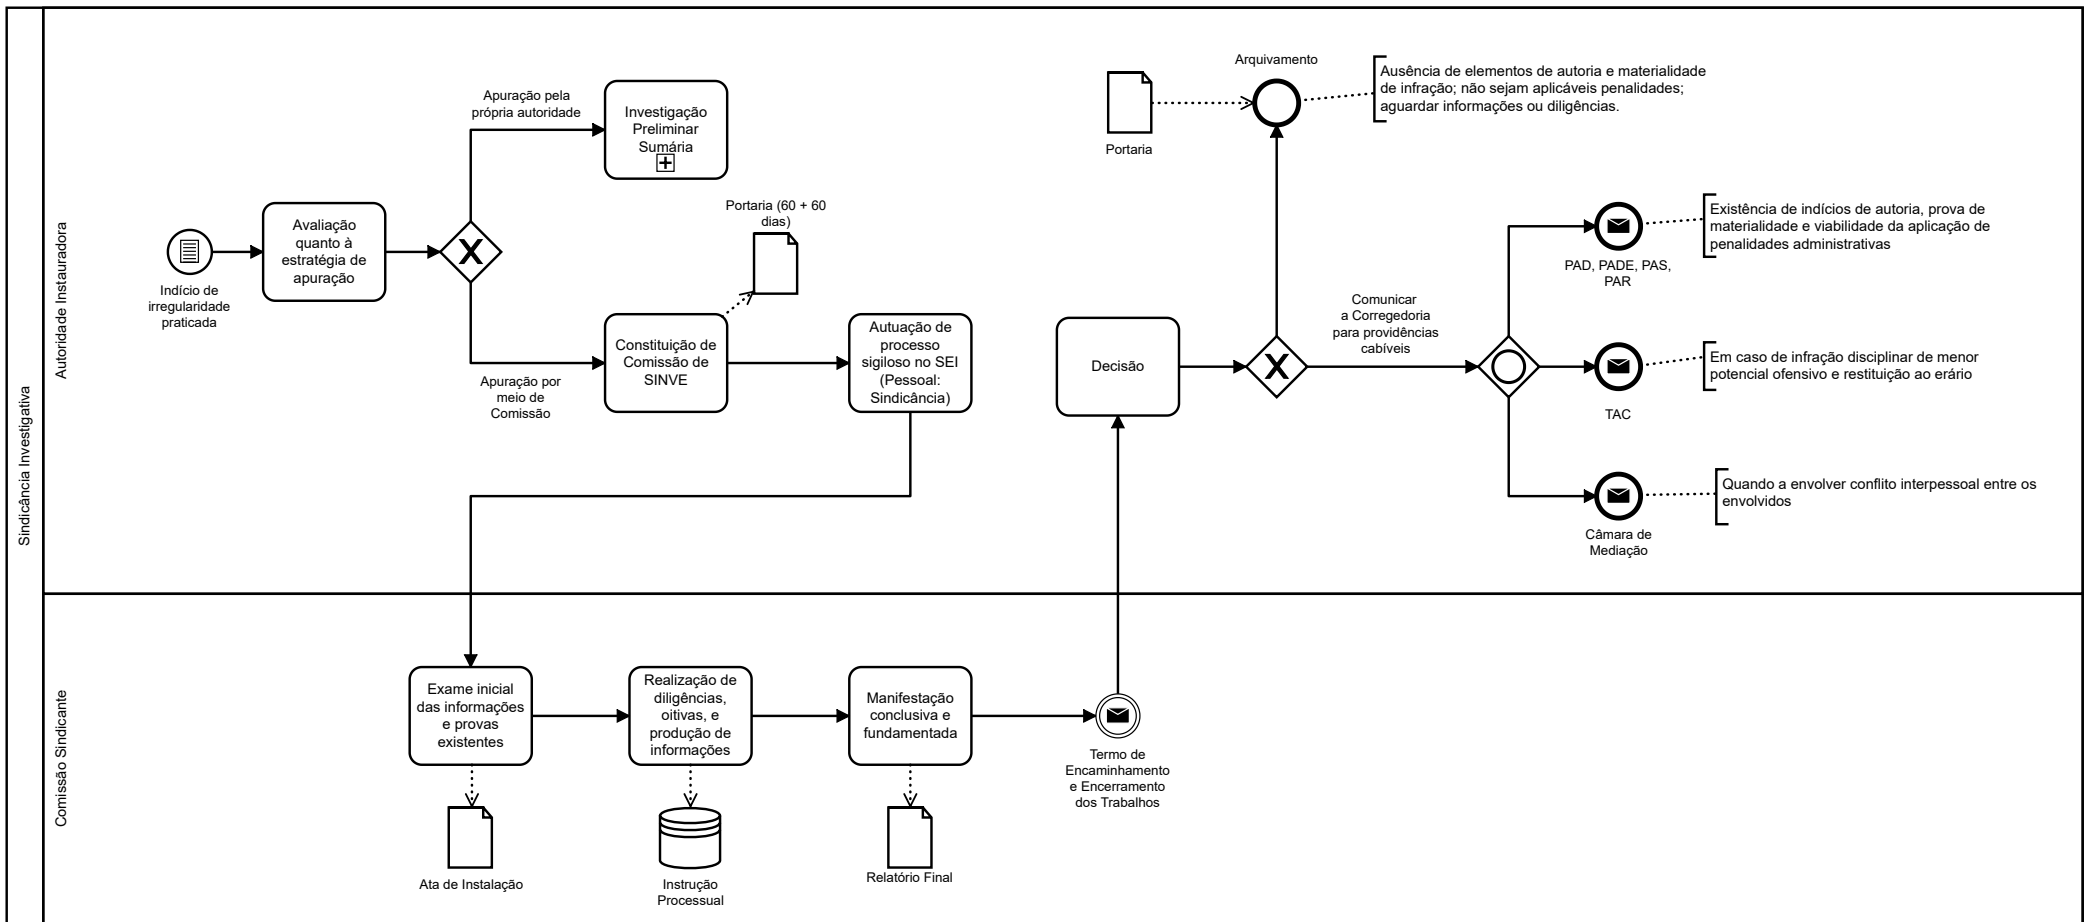 Sindicância Investigativa
Autoridade Instauradora
Indício de
irregularidade
praticada
Avaliação
quanto à
estratégia de
apuração
X
Apuração pela
própria autoridade
Investigação
Preliminar
Sumária
Apuração por
meio de
Comissão
Portaria (60 + 60
dias)
Constituição de
Comissão de
SINVE
Autuação de
processo
sigiloso no SEI
(Pessoal:
Sindicância)
Decisão
X
Portaria
Arquivamento
Ausência de elementos de autoria e materialidade
de infração; não sejam aplicáveis penalidades;
aguardar informações ou diligências.
Comunicar
a Corregedoria
para providências
cabíveis
PAD, PADE, PAS,
PAR
Existência de indícios de autoria, prova de
materialidade e viabilidade da aplicação de
penalidades administrativas
TAC
Em caso de infração disciplinar de menor
potencial ofensivo e restituição ao erário
Câmara de
Mediação
Quando a envolver conflito interpessoal entre os
envolvidos
Comissão Sindicante
Exame inicial
das informações
e provas
existentes
Ata de Instalação
Realização de
diligências,
oitivas, e
produção de
informações
Instrução
Processual
Manifestação
conclusiva e
fundamentada
Relatório Final
Termo de
Encaminhamento
e Encerramento
dos Trabalhos